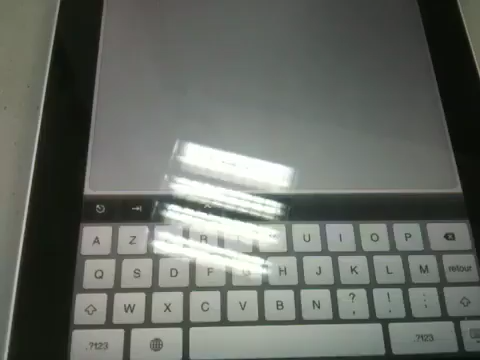 A Z R U I O P
Q S D F G H J K L M retour
W X C V B N ? , ! . : ;
.?123 .?123